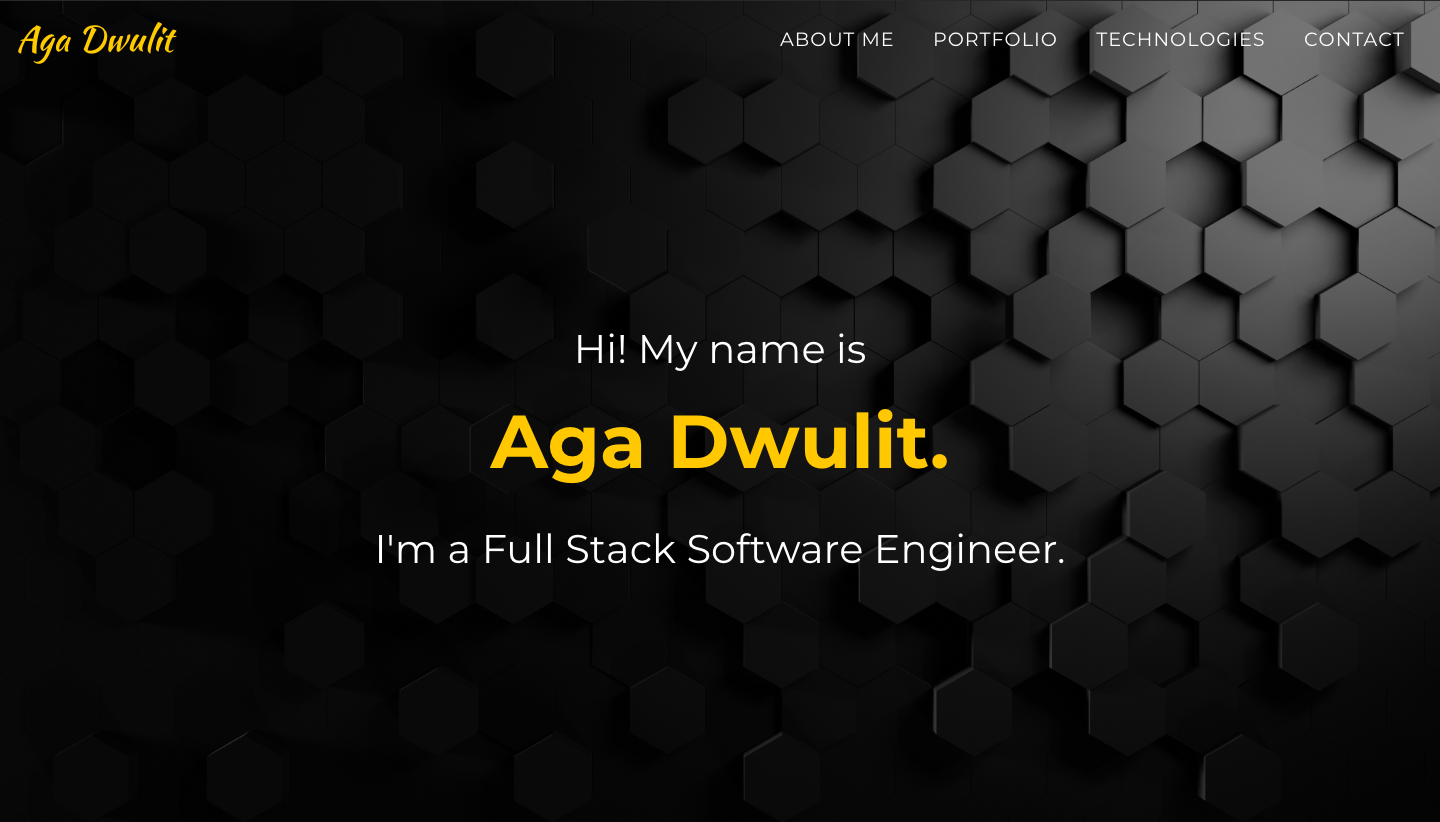 Aga Dwulit
ABOUT ME PORTFOLIO TECHNOLOGIES CONTACT
Hi! My name is
Aga Dwulit.
I'm a Full Stack Software Engineer.